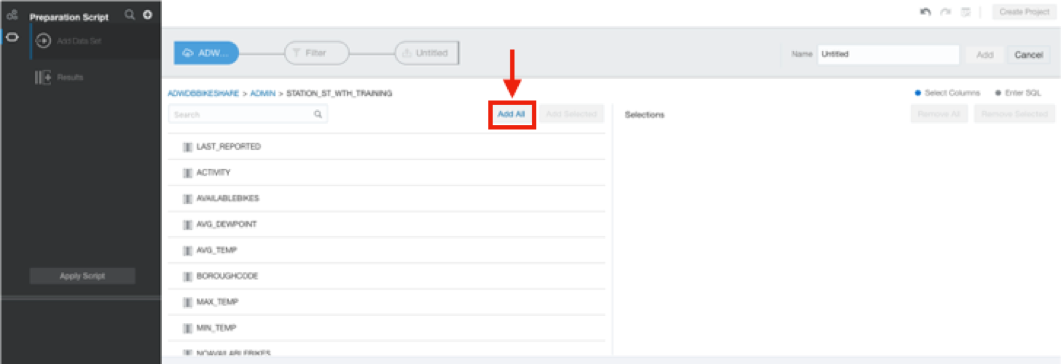 Preparation Script
Create Project
Add Data Set
Results
Apply Script
ADW...
Filter
Untitled
Name
Untitled
Add
Cancel
ADWDBBIKESHARE > ADMIN > STATION_ST_WTH_TRAINING
Select Columns
Enter SQL
Search
Add All
Add Selected
Selections
Remove All
Remove Selected
LAST_REPORTED
ACTIVITY
AVAILABLEBIKES
AVG_DEWPOINT
AVG_TEMP
BOROUGHCODE
MAX_TEMP
MIN_TEMP
NOAVAILABLEBIKES